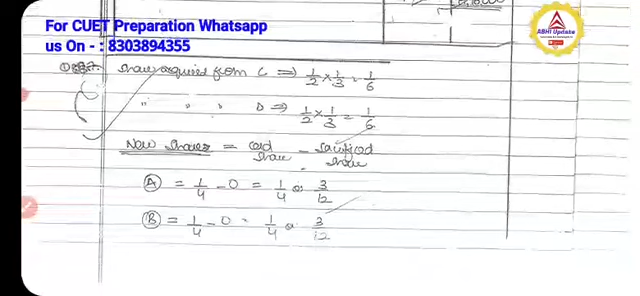 For CUET Preparation Whatsapp
us On - : 8303894355
ABHI Update
Share acquired from C ⇒ 1/2 × 1/3 = 1/6
" " " D ⇒ 1/2 × 1/3 = 1/6
New Shares = old share - sacrificed share
(A) = 1/4 - 0 = 1/4 or 3/12
(B) = 1/4 - 0 = 1/4 or 3/12